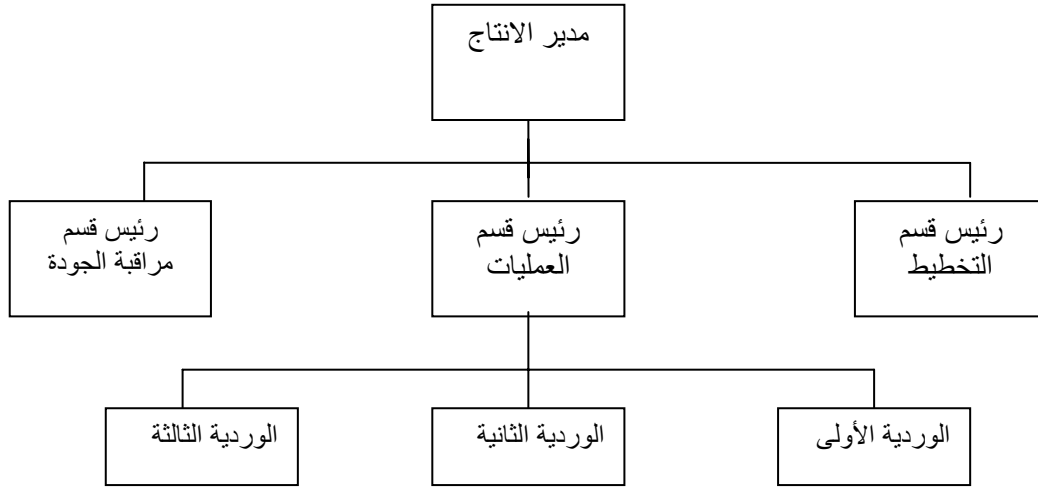 مدير الانتاج
رئيس قسم
التخطيط
رئيس قسم
العمليات
رئيس قسم
مراقبة الجودة
الوردية الأولى
الوردية الثانية
الوردية الثالثة